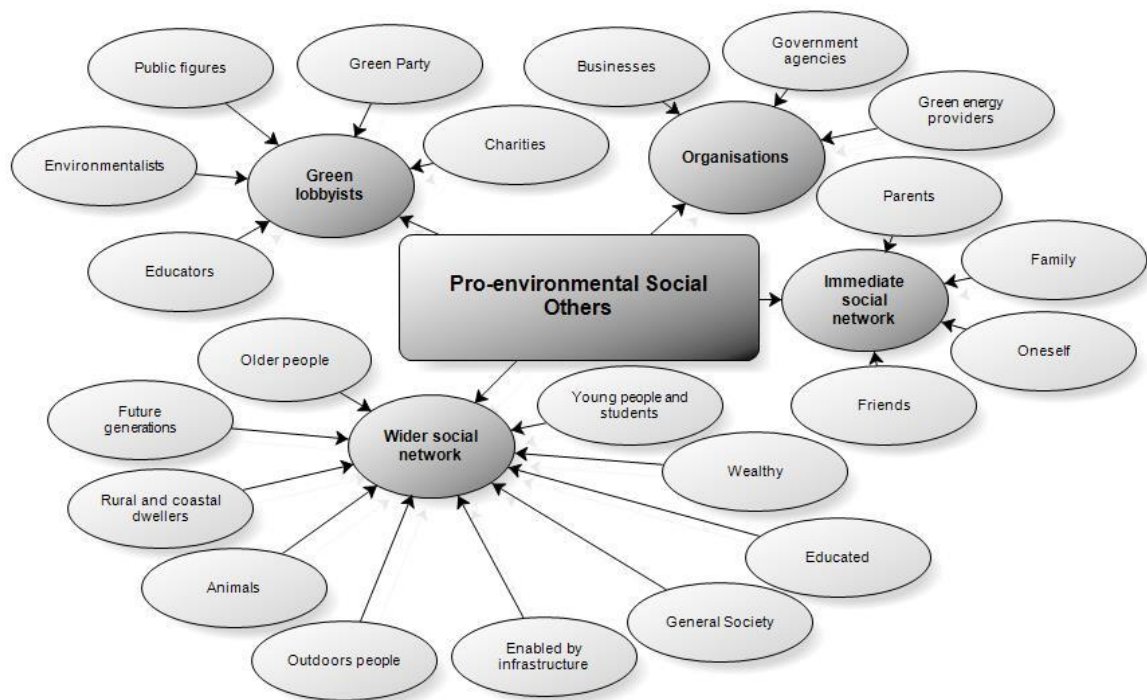 Public figures
Green Party
Charities
Environmentalists
Educators
Green
lobbyists
Businesses
Government
agencies
Green energy
providers
Organisations
Parents
Family
Oneself
Friends
Immediate
social
network
Pro-environmental Social
Others
Older people
Future
generations
Rural and coastal
dwellers
Animals
Outdoors people
Enabled by
infrastructure
General Society
Educated
Wealthy
Young people and
students
Wider social
network